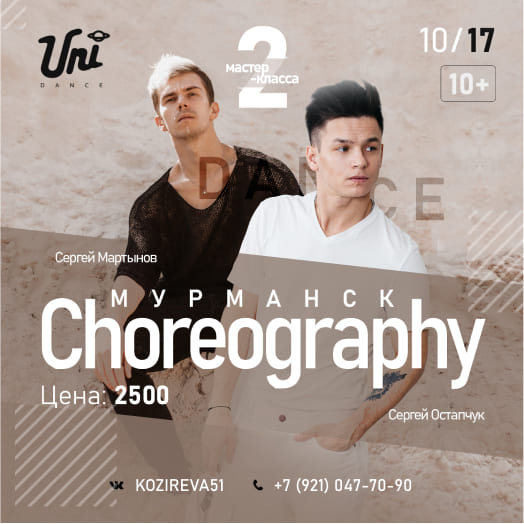 Uni
DANCE
2
мастер
-класса
10/17
10+
DANCE
Сергей Мартынов
МУРМАНСК
Choreography
Цена: 2500
Сергей Остапчук
KOZIREVA51
+7 (921) 047-70-90